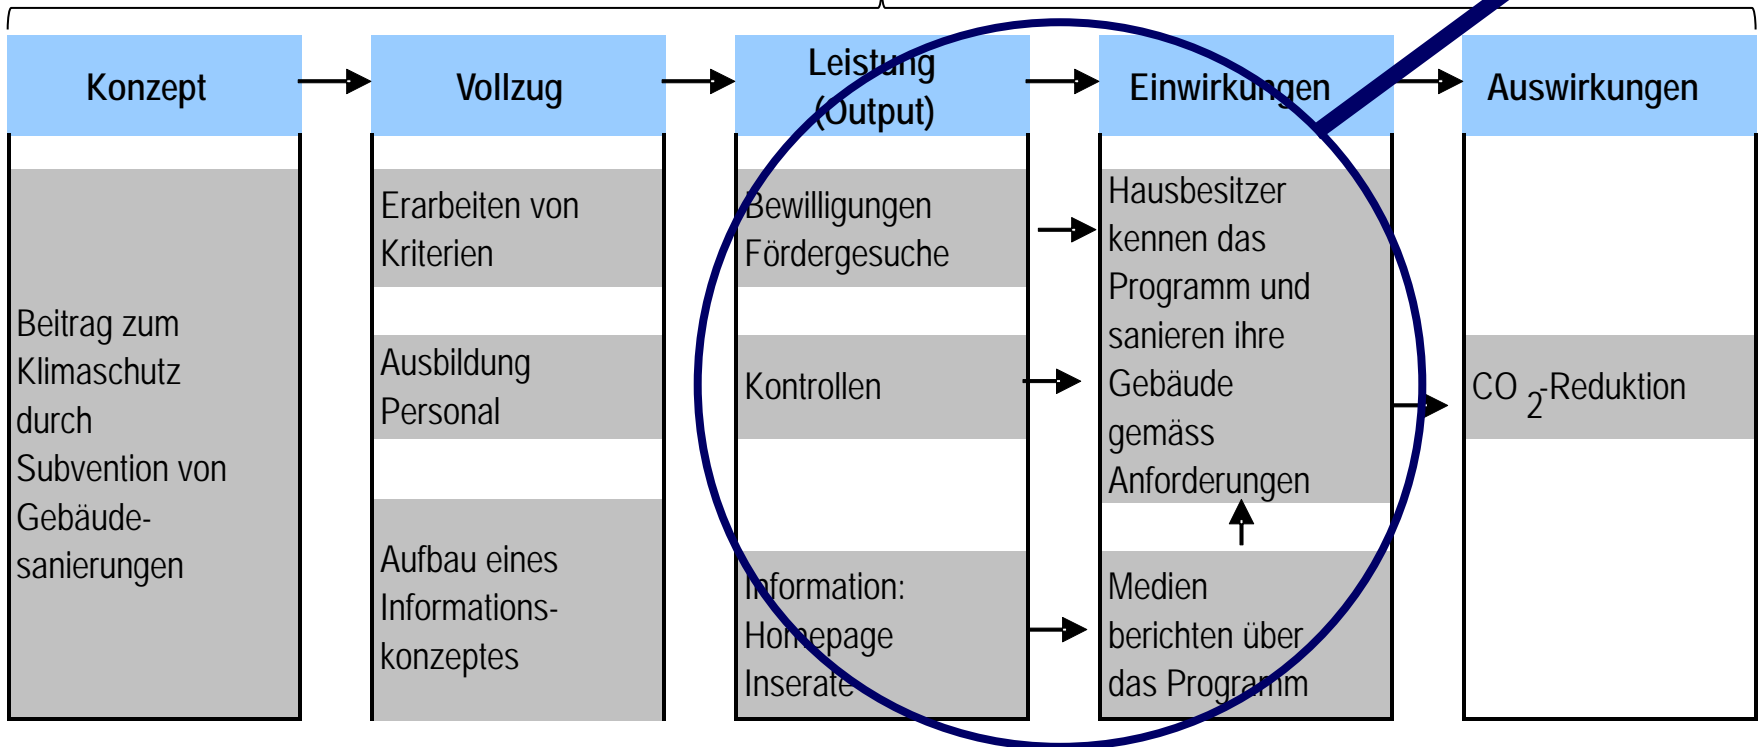 Konzept
Vollzug
Leistung
(Output)
Einwirkungen
Auswirkungen
Beitrag zum
Klimaschutz
durch
Subvention von
Gebäude-
sanierungen
Erarbeiten von
Kriterien
Ausbildung
Personal
Aufbau eines
Informations-
konzeptes
Bewilligungen
Fördergesuche
Kontrollen
Information:
Homepage
Inserate
Hausbesitzer
kennen das
Programm und
sanieren ihre
Gebäude
gemäss
Anforderungen
Medien
berichten über
das Programm
CO 2-Reduktion